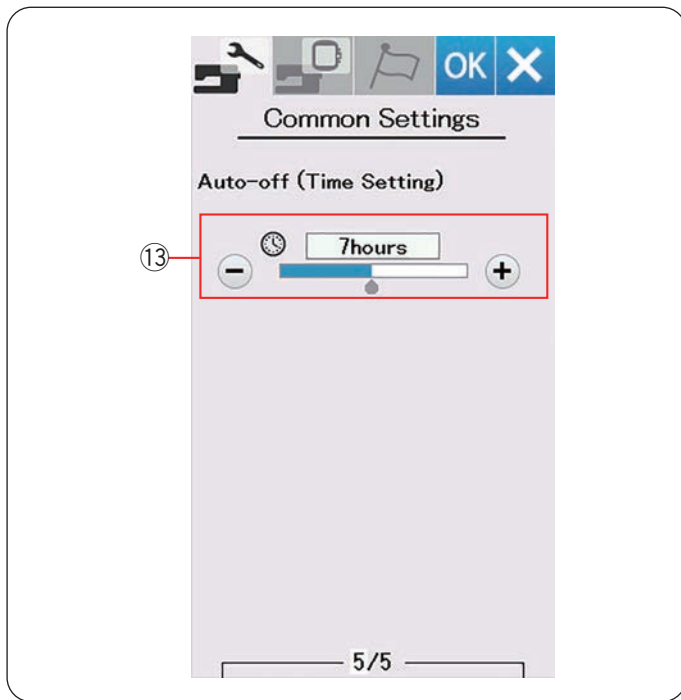 OK
Common Settings
Auto-off (Time Setting)
⑬
7hours
- +
5/5